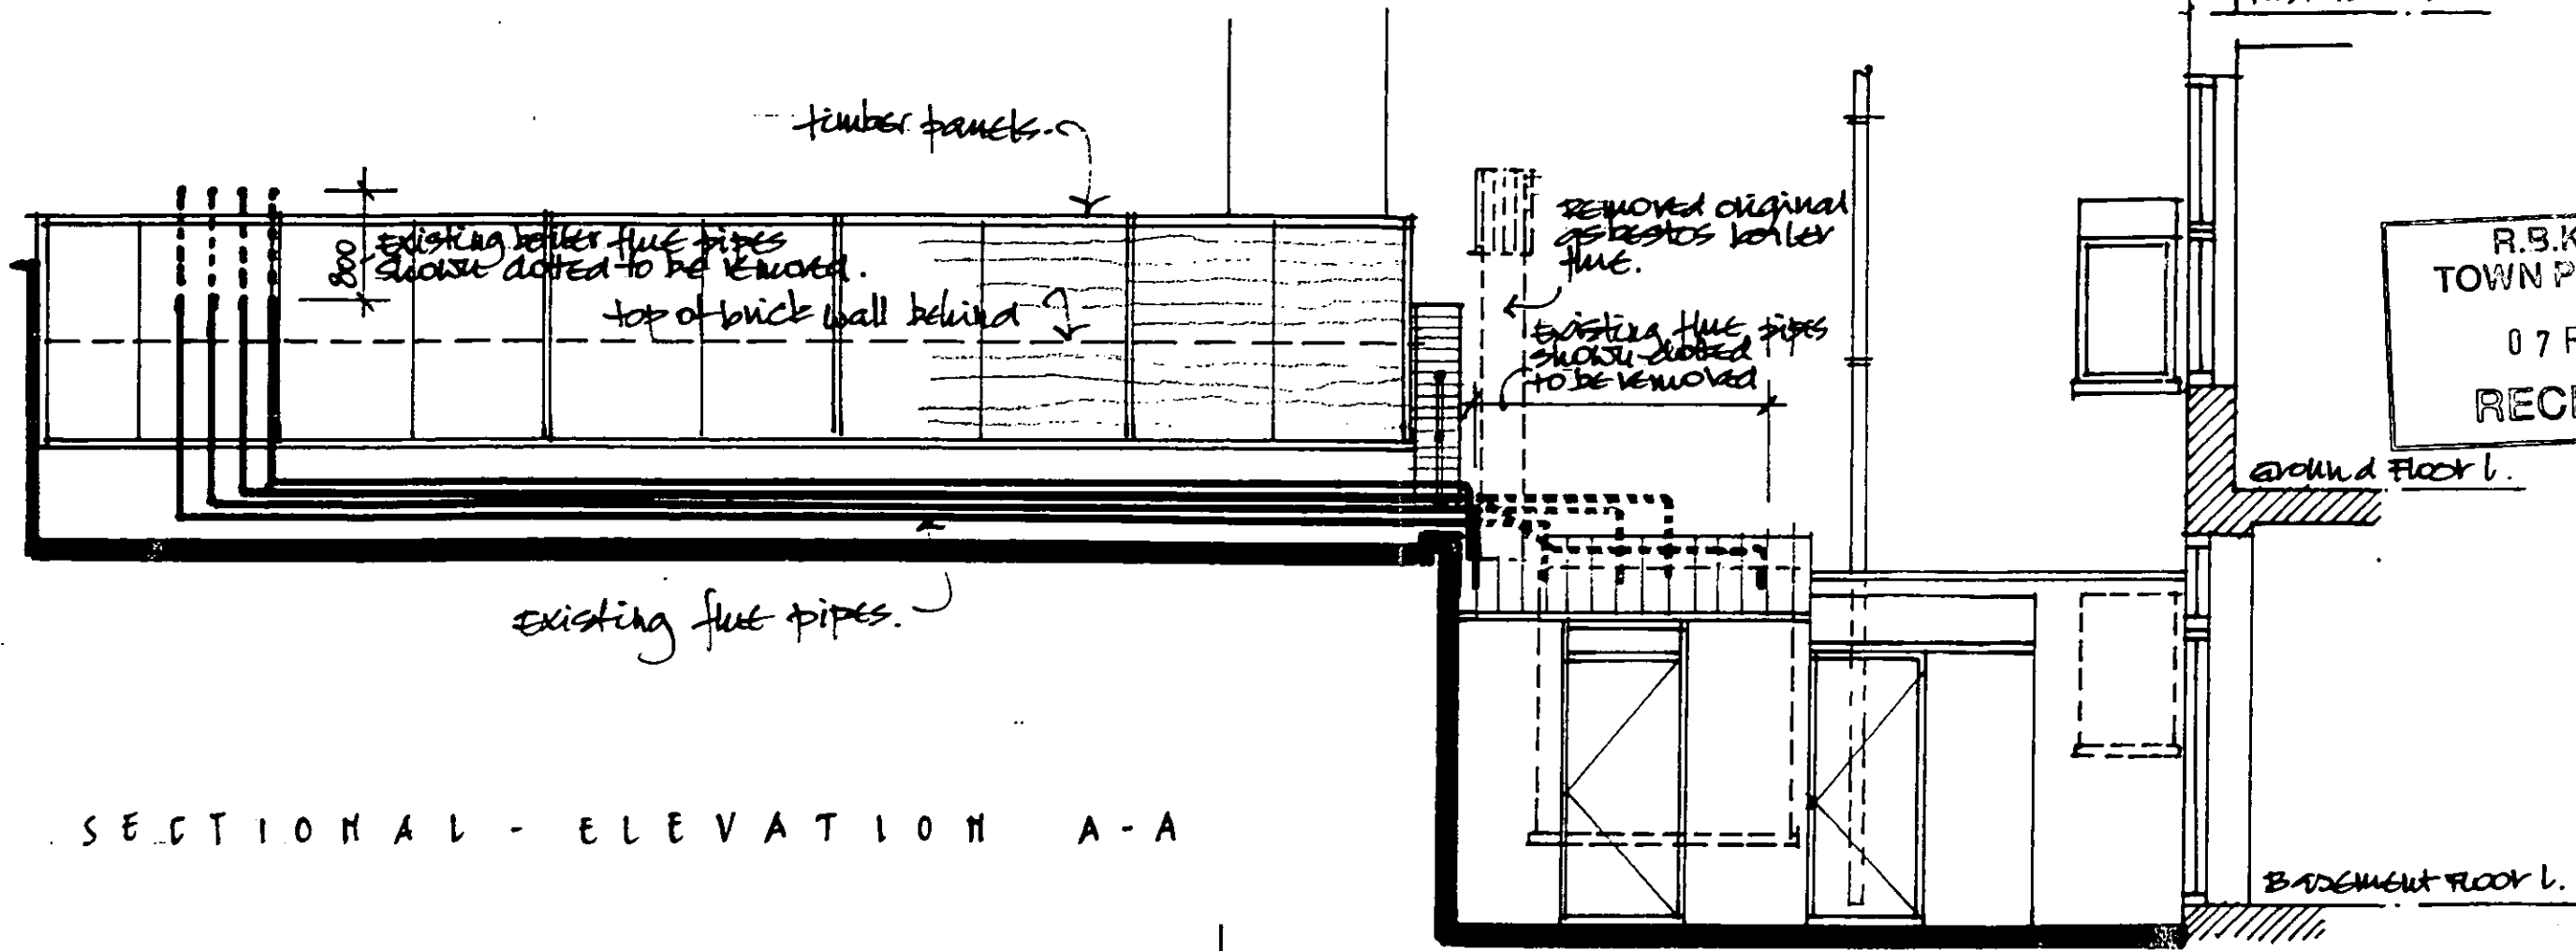 timber panels.
800
Existing boiler flue pipes
shown dotted to be removed.
top of brick wall behind
REMOVED original
asbestos boiler
flue.
Existing flue pipes
shown dotted
to be removed
R.B.K
TOWN P
07 F
RECE
Ground Floor l.
Existing flue pipes.
SECTIONAL - ELEVATION A-A
Basement Floor l.